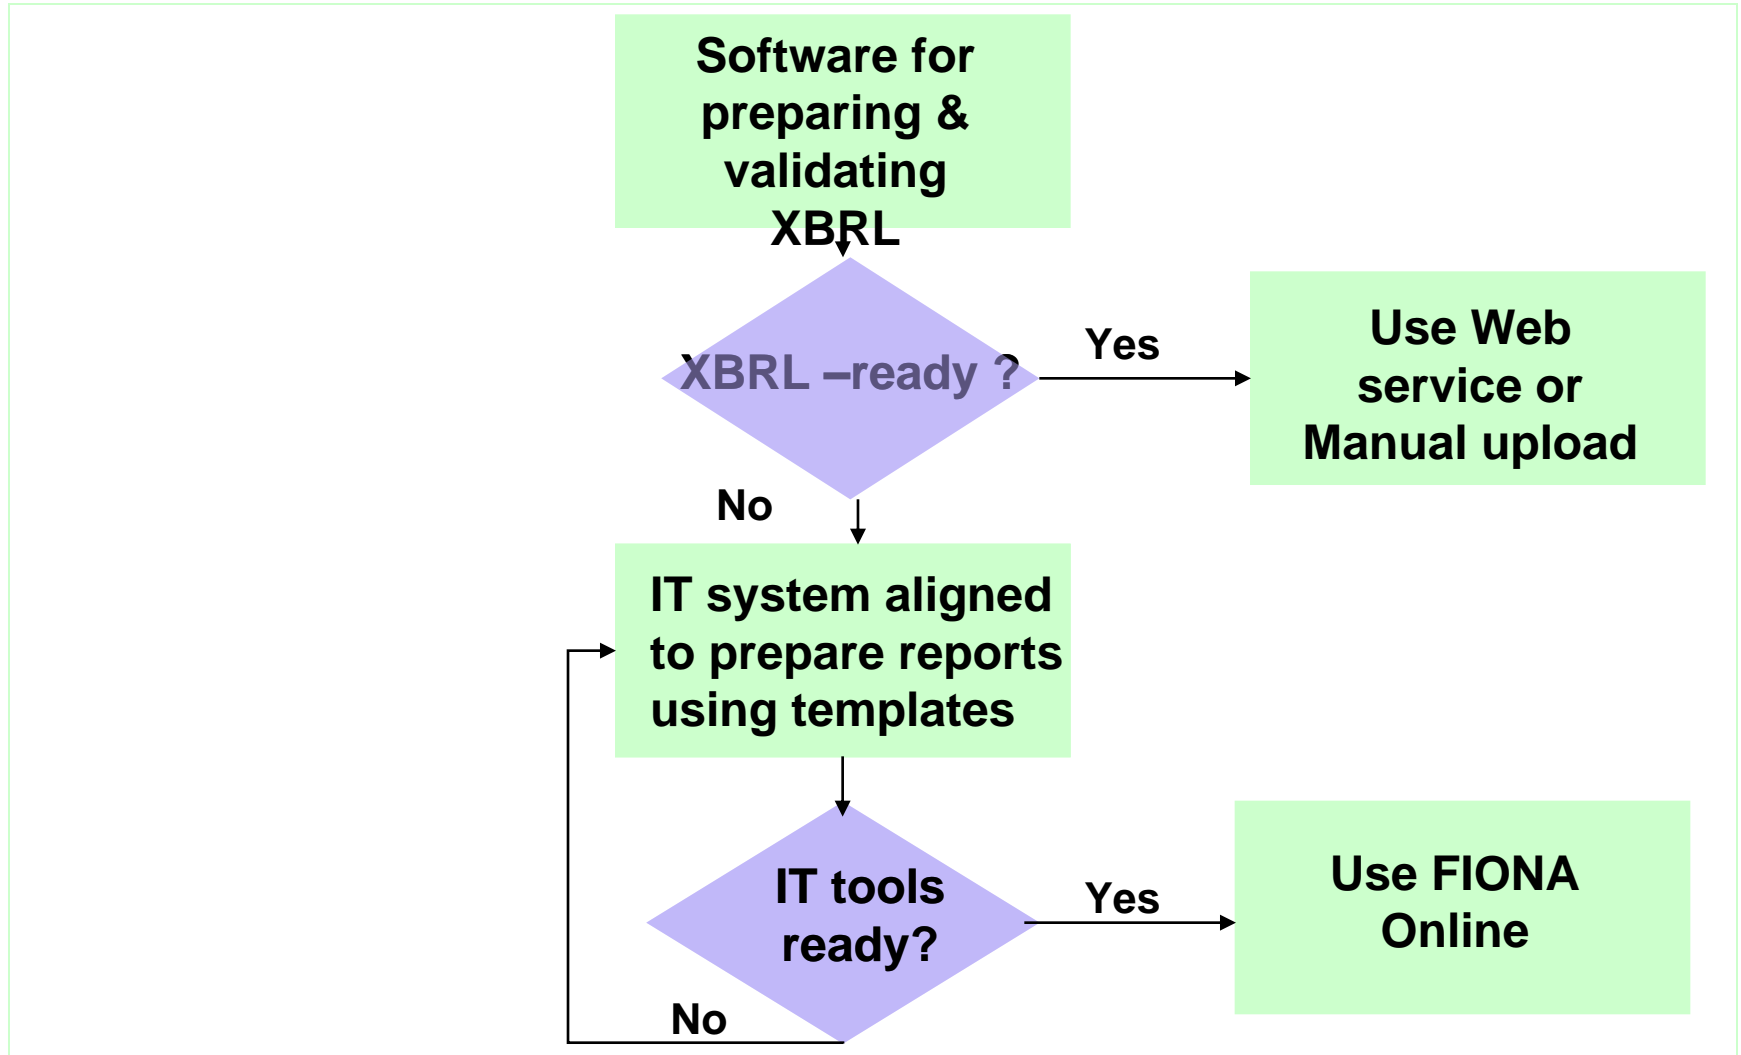 Software for
preparing &
validating
XBRL
XBRL –ready ?
Yes
Use Web
service or
Manual upload
No
IT system aligned
to prepare reports
using templates
IT tools
ready?
Yes
Use FIONA
Online
No